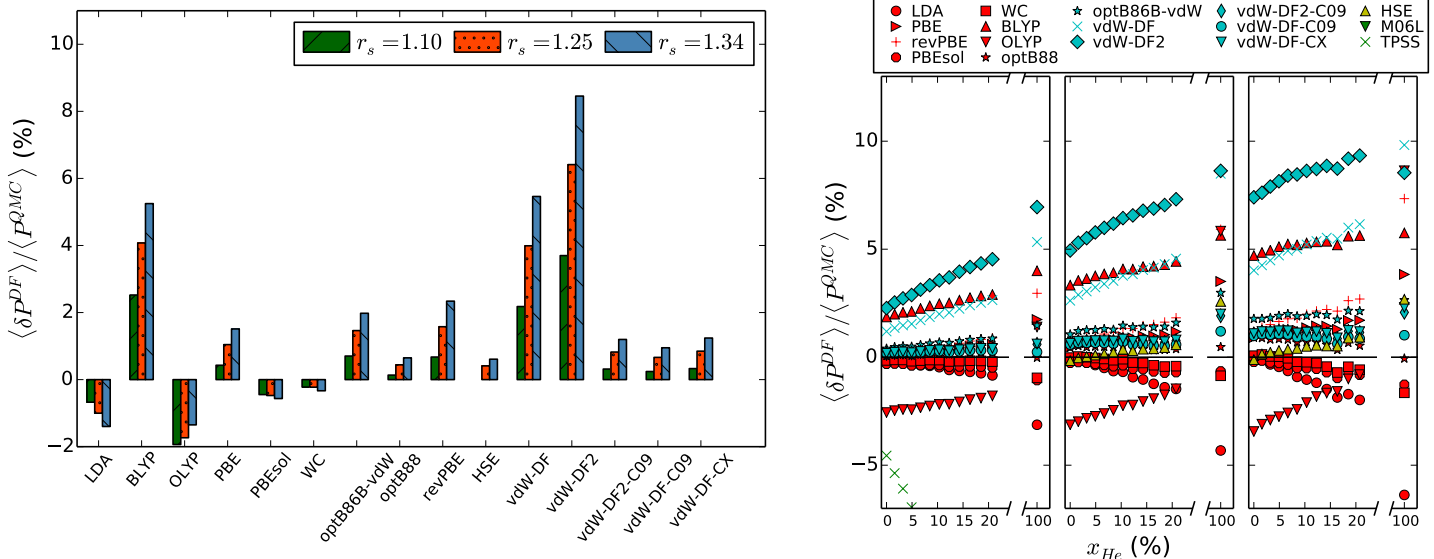 ⟨δP^{DF}⟩/⟨P^{QMC}⟩ (%)
10
8
6
4
2
0
−2
r_s =1.10 r_s =1.25 r_s =1.34
LDA BLYP OLYP PBE PBEsol WC optB86B-vdW optB88 revPBE HSE vdW-DF vdW-DF2 vdW-DF2-C09 vdW-DF-C09 vdW-DF-CX
LDA WC optB86B-vdW vdW-DF2-C09 HSE
PBE BLYP vdW-DF vdW-DF-C09 M06L
revPBE OLYP vdW-DF2 vdW-DF-CX TPSS
PBEsol optB88
⟨δP^{DF}⟩/⟨P^{QMC}⟩ (%)
10
5
0
−5
0 5 10 15 20 100 0 5 10 15 20 100 0 5 10 15 20 100
x_{He} (%)